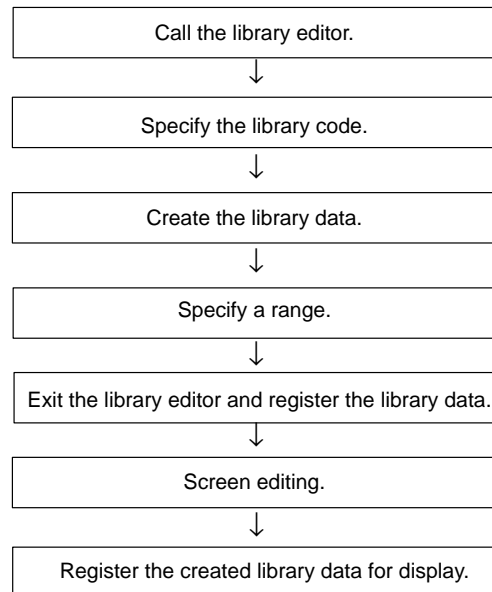 Call the library editor.
Specify the library code.
Create the library data.
Specify a range.
Exit the library editor and register the library data.
Screen editing.
Register the created library data for display.